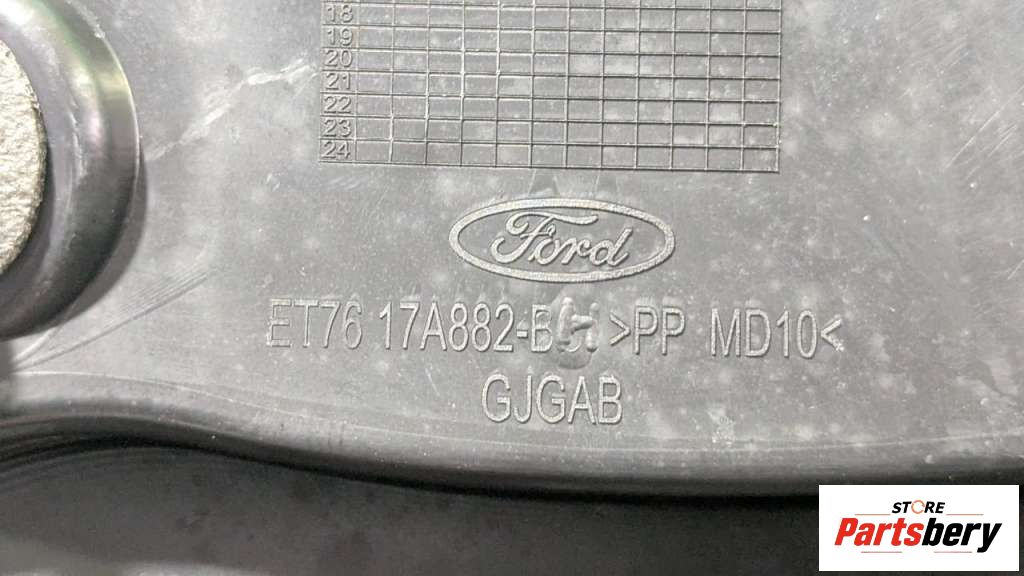 18
19
20
21
22
23
24
Ford
ET76 17A882- >PP MD10<
GJGAB
STORE
Partsbery